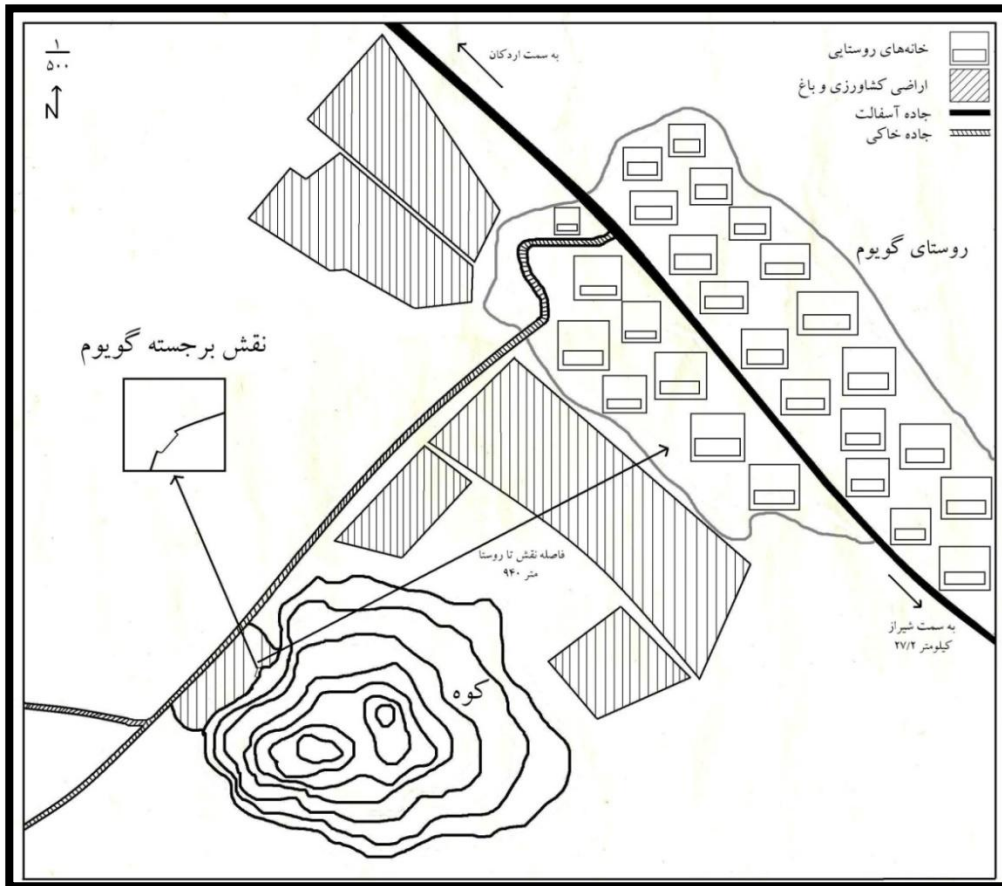 ۱
۵۰۰
N
به سمت اردکان
خانه‌های روستایی
اراضی کشاورزی و باغ
جاده آسفالت
جاده خاکی
روستای گویوم
نقش برجسته گویوم
فاصله نقش تا روستا
۹۴۰ متر
کوه
به سمت شیراز
۲۷/۲ کیلومتر